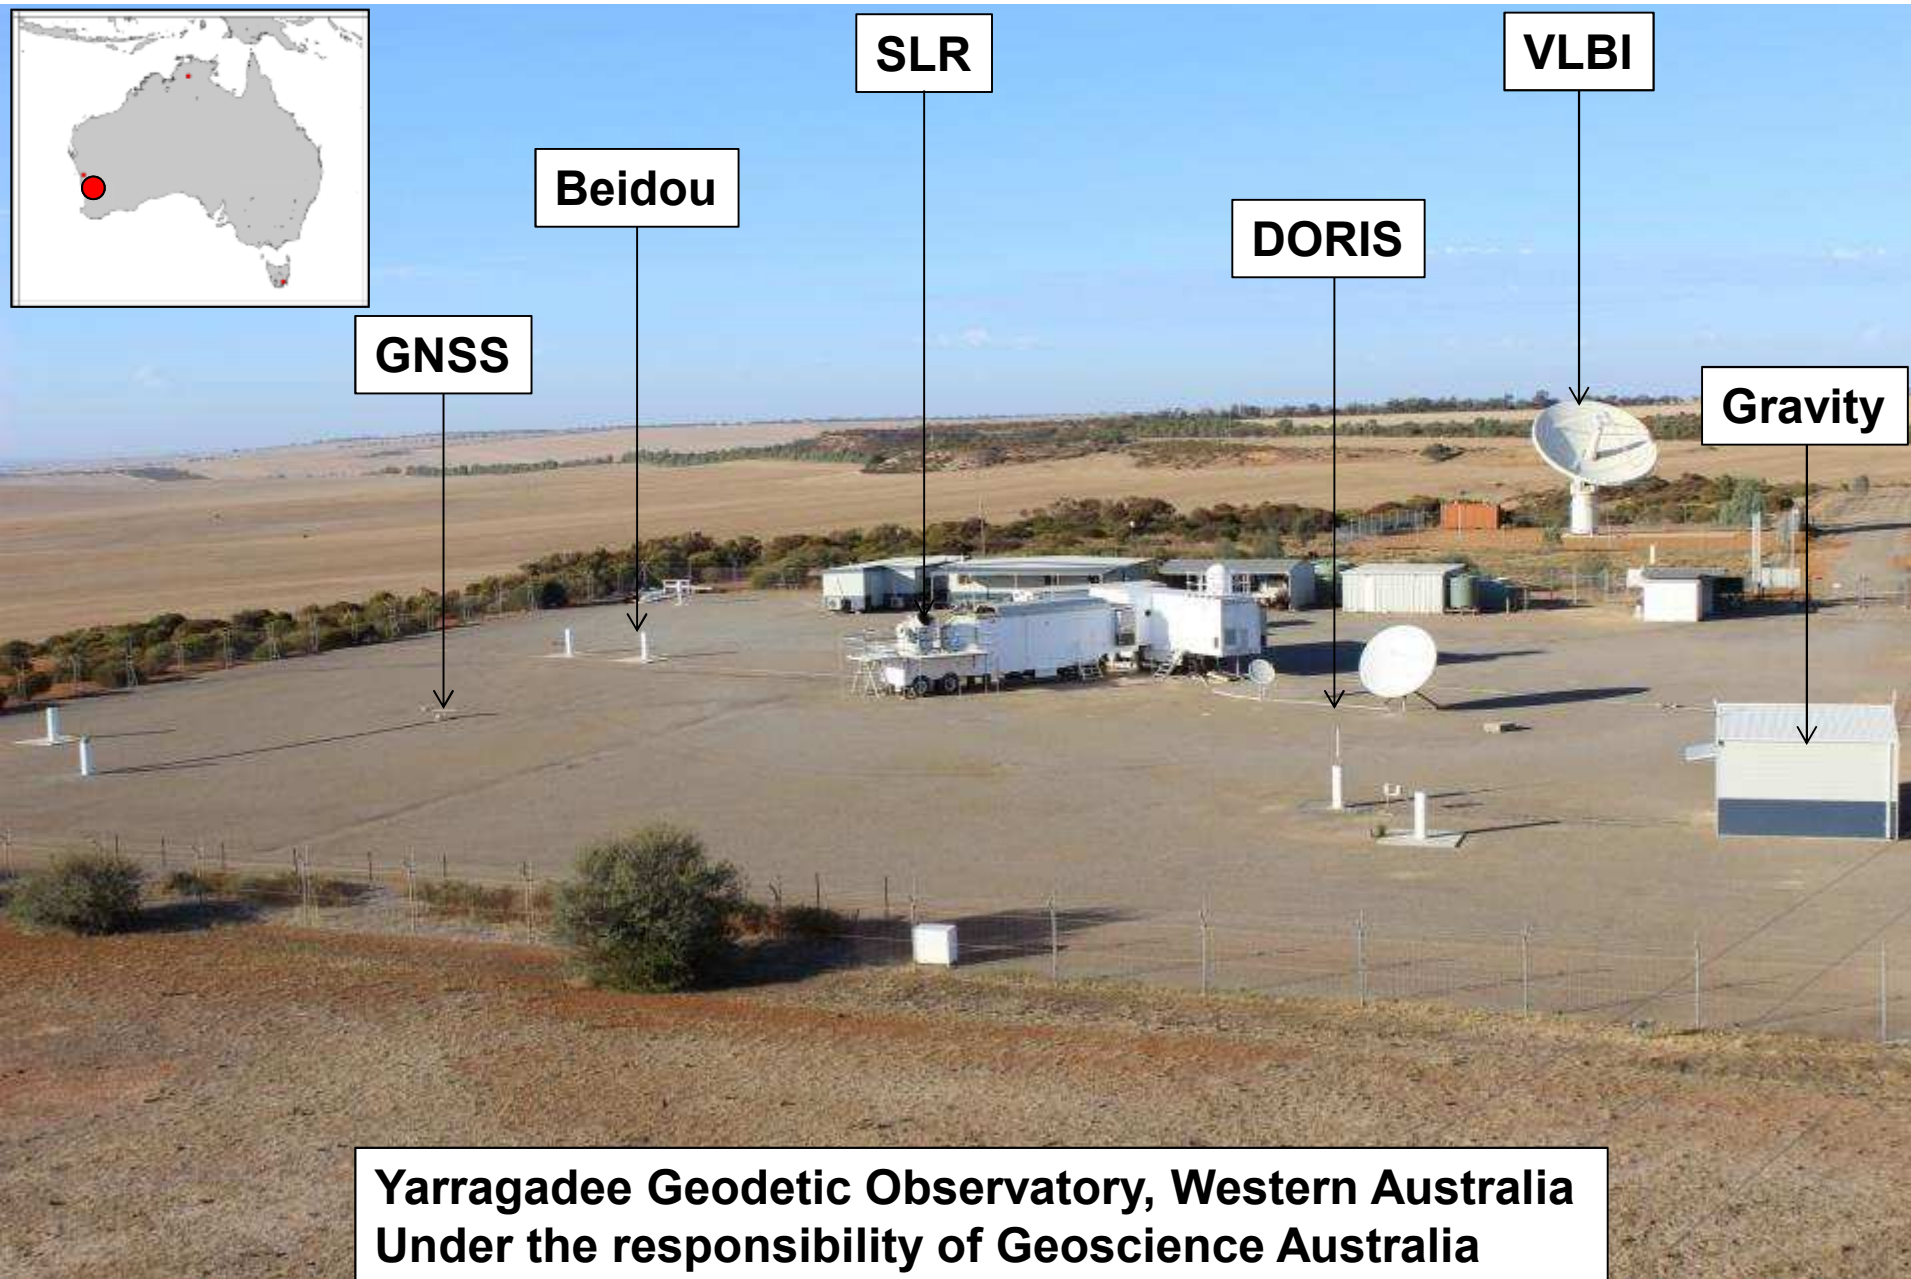 SLR
VLBI
Beidou
DORIS
GNSS
Gravity
Yarragadee Geodetic Observatory, Western Australia
Under the responsibility of Geoscience Australia